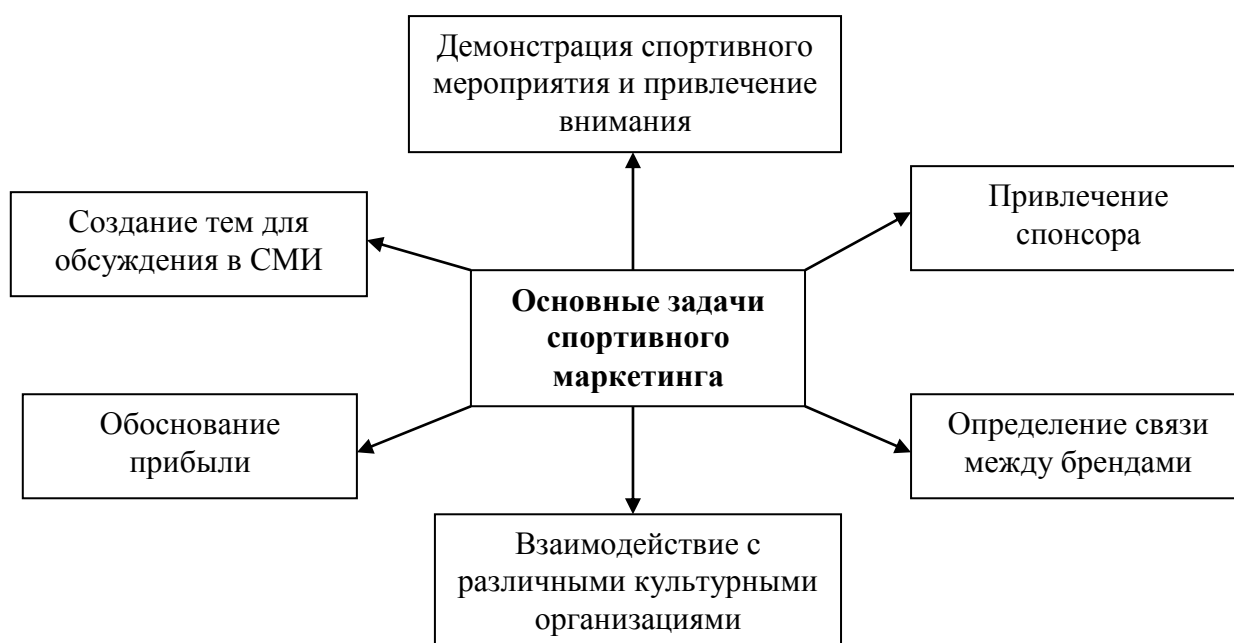 Демонстрация спортивного
мероприятия и привлечение
внимания
Создание тем для
обсуждения в СМИ
Привлечение
спонсора
Основные задачи
спортивного
маркетинга
Обоснование
прибыли
Определение связи
между брендами
Взаимодействие с
различными культурными
организациями